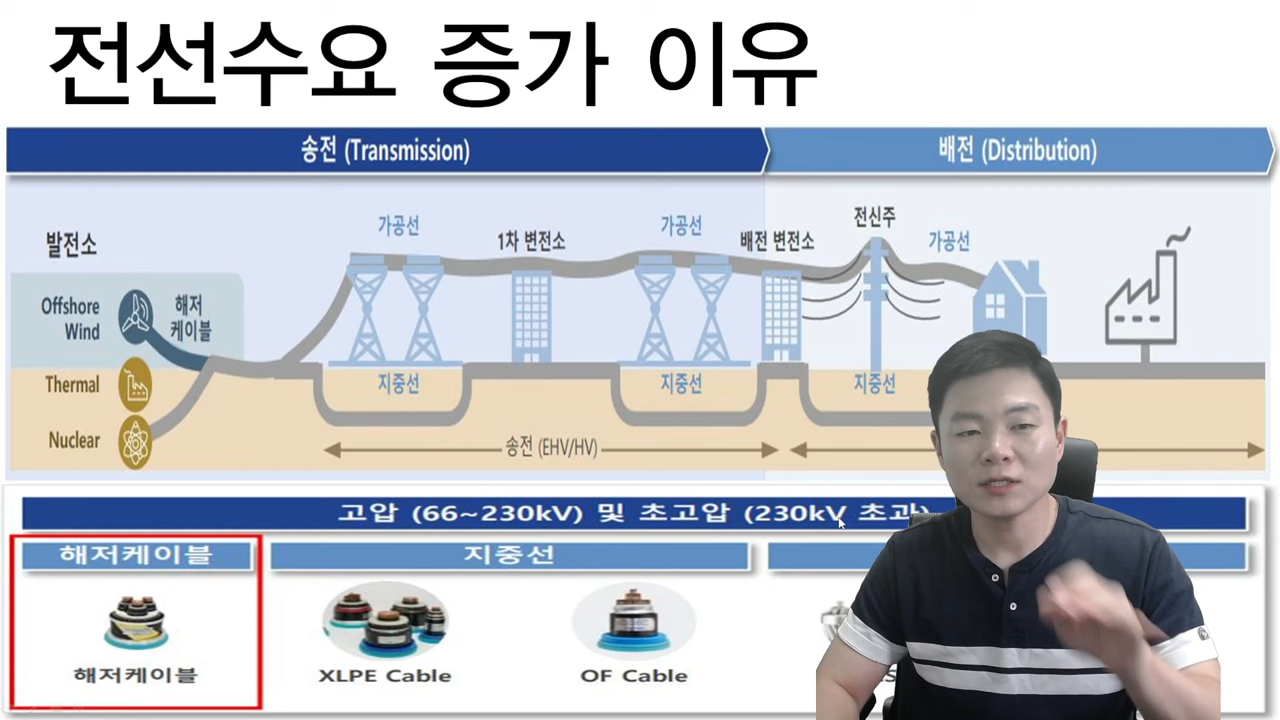 전선수요 증가 이유
송전 (Transmission)
배전 (Distribution)
발전소
가공선
1차 변전소
가공선
배전 변전소
전신주
가공선
Offshore
Wind
해저
케이블
Thermal
지중선
지중선
지중선
Nuclear
송전 (EHV/HV)
고압 (66~230kV) 및 초고압 (230kV 초과)
해저케이블
지중선
해저케이블
XLPE Cable
OF Cable